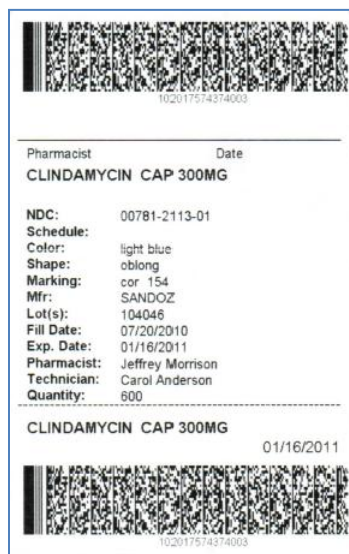 102017574374003
Pharmacist Date
CLINDAMYCIN CAP 300MG
NDC: 00781-2113-01
Schedule:
Color: light blue
Shape: oblong
Marking: cor 154
Mfr: SANDOZ
Lot(s): 104046
Fill Date: 07/20/2010
Exp. Date: 01/16/2011
Pharmacist: Jeffrey Morrison
Technician: Carol Anderson
Quantity: 600
CLINDAMYCIN CAP 300MG
01/16/2011
102017574374003